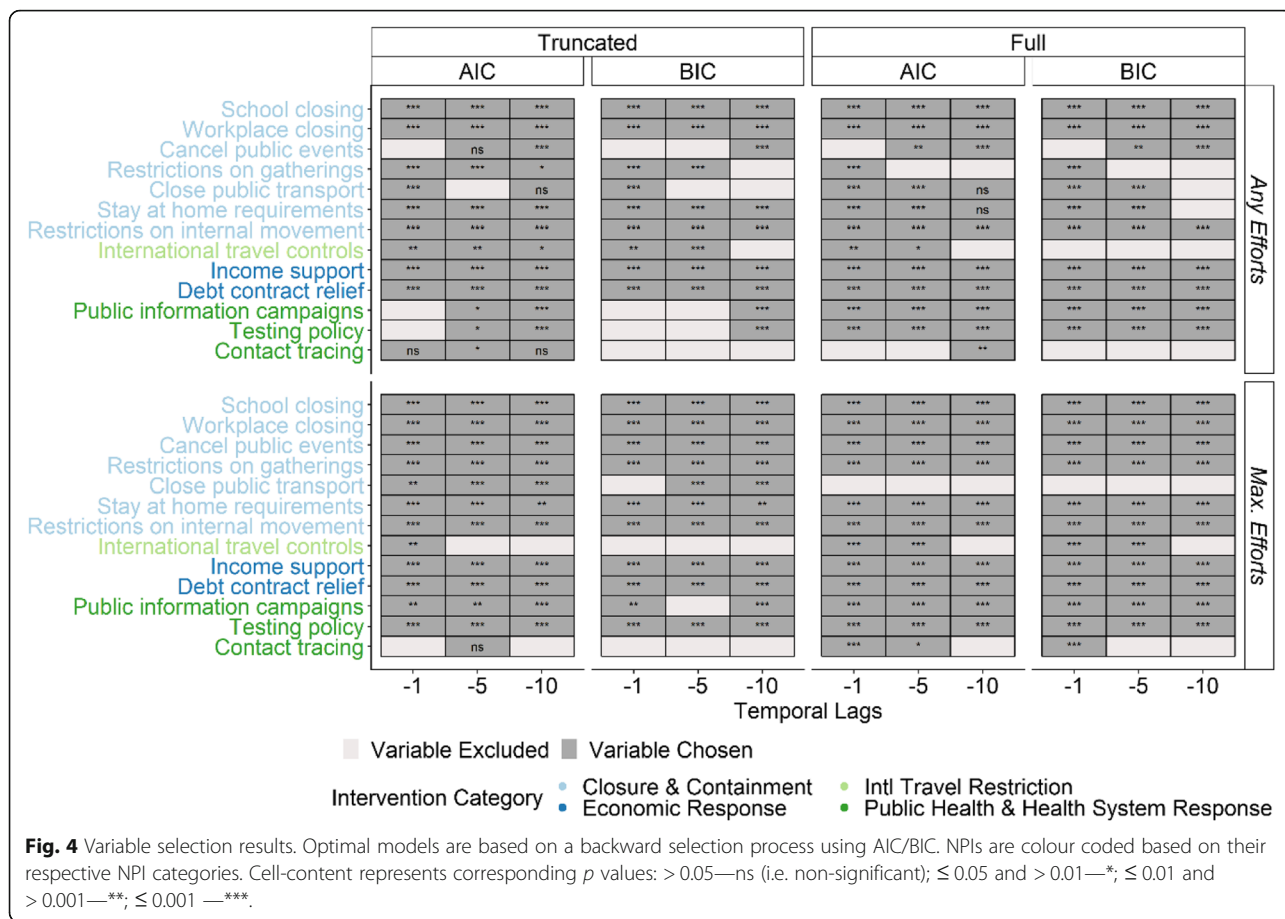 Truncated Full
AIC BIC AIC BIC
School closing *** *** *** *** *** *** *** *** *** *** *** ***
Workplace closing *** *** *** *** *** *** *** *** *** *** *** ***
Cancel public events ns *** *** ** *** ** ***
Restrictions on gatherings *** *** * *** *** *** ***
Close public transport *** ns *** *** *** ns *** ***
Stay at home requirements *** *** *** *** *** *** *** *** ns *** ***
Restrictions on internal movement *** *** *** *** *** *** *** *** *** *** *** ***
International travel controls ** ** * ** *** ** *
Income support *** *** *** *** *** *** *** *** *** *** *** ***
Debt contract relief *** *** *** *** *** *** *** *** *** *** *** ***
Public information campaigns * *** *** *** *** *** *** *** ***
Testing policy * *** *** *** *** *** *** *** ***
Contact tracing ns * ns **
Any Efforts
School closing *** *** *** *** *** *** *** *** *** *** *** ***
Workplace closing *** *** *** *** *** *** *** *** *** *** *** ***
Cancel public events *** *** *** *** *** *** *** *** *** *** *** ***
Restrictions on gatherings *** *** *** *** *** *** *** *** *** *** *** ***
Close public transport ** *** *** *** ***
Stay at home requirements *** *** ** *** *** ** *** *** *** *** *** ***
Restrictions on internal movement *** *** *** *** *** *** *** *** *** *** *** ***
International travel controls ** *** *** *** ***
Income support *** *** *** *** *** *** *** *** *** *** *** ***
Debt contract relief *** *** *** *** *** *** *** *** *** *** *** ***
Public information campaigns ** ** *** ** *** *** *** *** *** *** ***
Testing policy *** *** *** *** *** *** *** *** *** *** *** ***
Contact tracing ns *** * ***
Max. Efforts
-1 -5 -10 -1 -5 -10 -1 -5 -10 -1 -5 -10
Temporal Lags
Variable Excluded Variable Chosen
Intervention Category
Closure & Containment Intl Travel Restriction
Economic Response Public Health & Health System Response
Fig. 4 Variable selection results. Optimal models are based on a backward selection process using AIC/BIC. NPIs are colour coded based on their
respective NPI categories. Cell-content represents corresponding p values: > 0.05—ns (i.e. non-significant); ≤ 0.05 and > 0.01—*; ≤ 0.01 and
> 0.001—**; ≤ 0.001 —***.